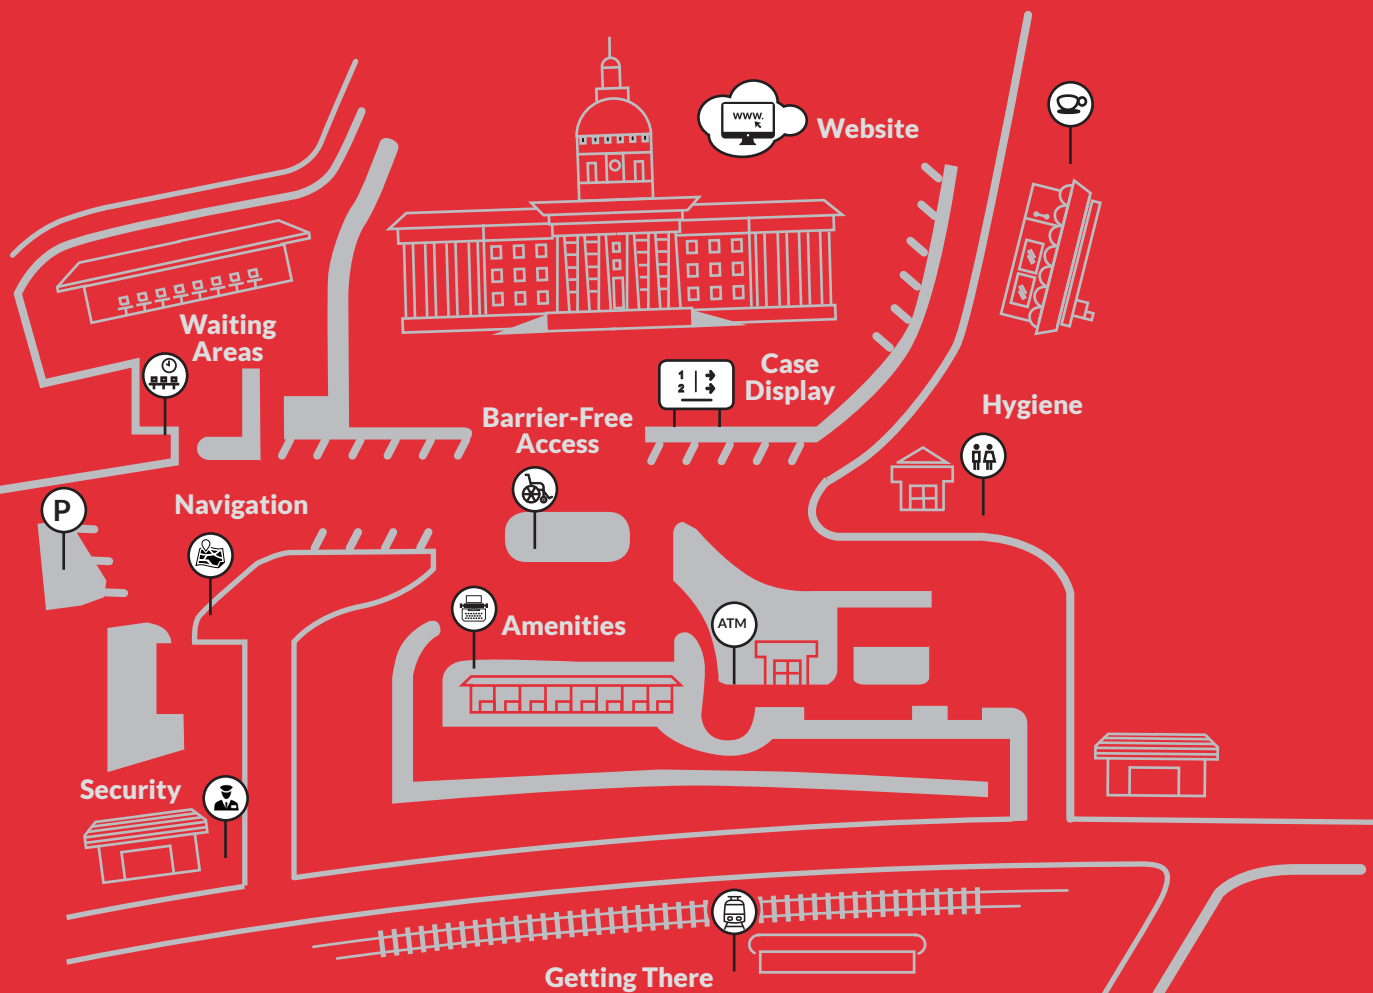 www.
Website
Waiting
Areas
Case
Display
1
2
Barrier-Free
Access
Hygiene
P
Navigation
Amenities
ATM
Security
Getting There